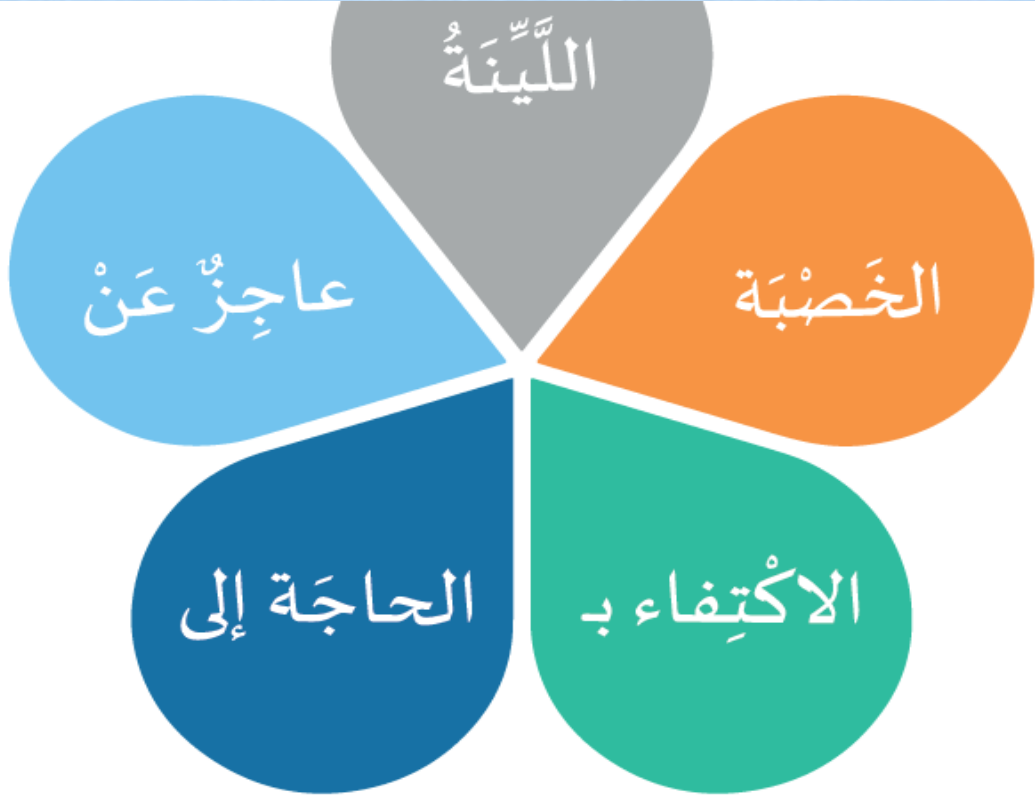 اللَّيِّنَةُ
الخَصْبَة
عاجِزٌ عَنْ
الاكْتِفاء بـ
الحاجَة إلى